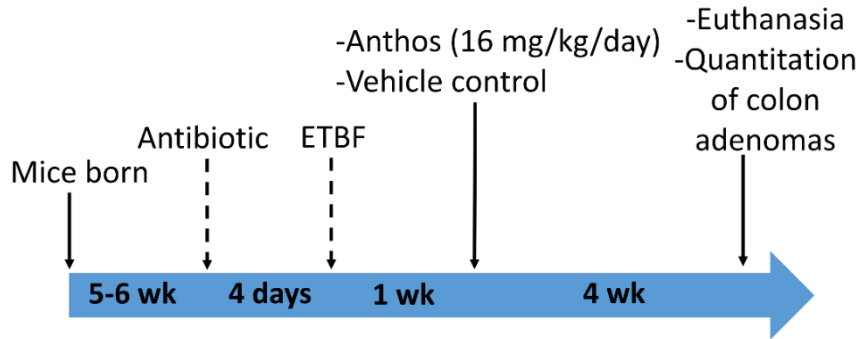 -Anthos (16 mg/kg/day)
-Vehicle control
-Euthanasia
-Quantitation
of colon
adenomas
Antibiotic
ETBF
Mice born
5-6 wk
4 days
1 wk
4 wk